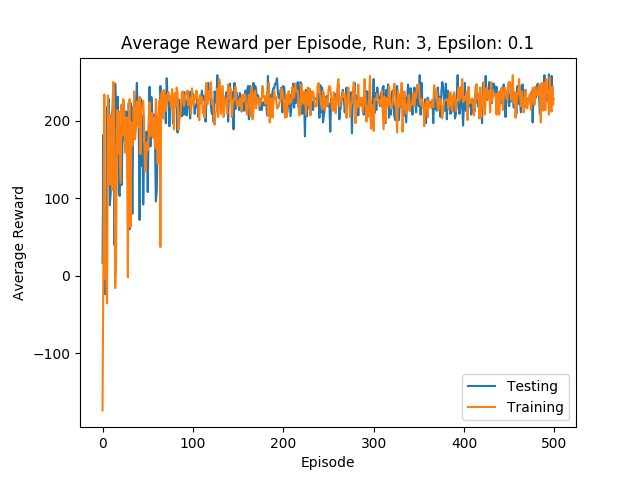 Average Reward per Episode, Run: 3, Epsilon: 0.1
Average Reward
200
100
0
−100
0 100 200 300 400 500
Episode
Testing
Training